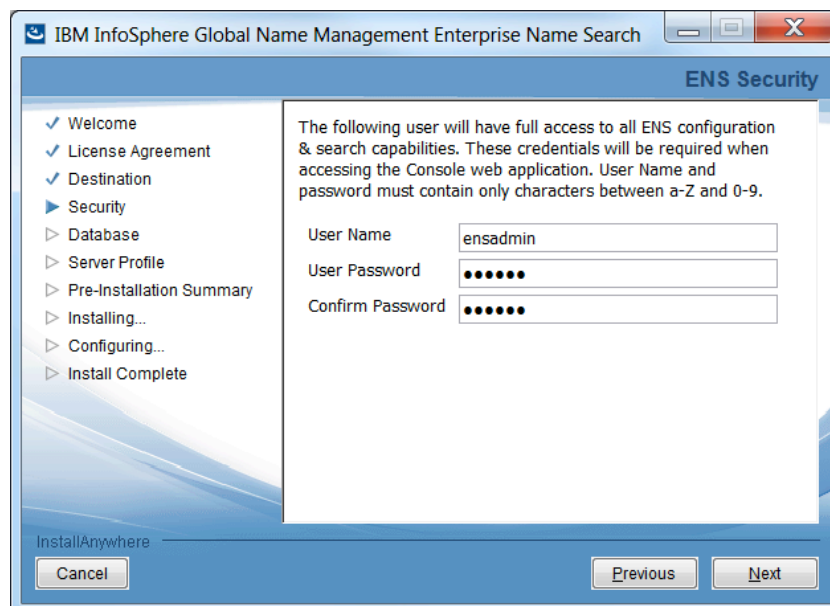 IBM InfoSphere Global Name Management Enterprise Name Search
ENS Security
Welcome
License Agreement
Destination
Security
Database
Server Profile
Pre-Installation Summary
Installing...
Configuring...
Install Complete
The following user will have full access to all ENS configuration
& search capabilities. These credentials will be required when
accessing the Console web application. User Name and
password must contain only characters between a-Z and 0-9.
User Name ensadmin
User Password ●●●●●●
Confirm Password ●●●●●●
InstallAnywhere
Cancel Previous Next